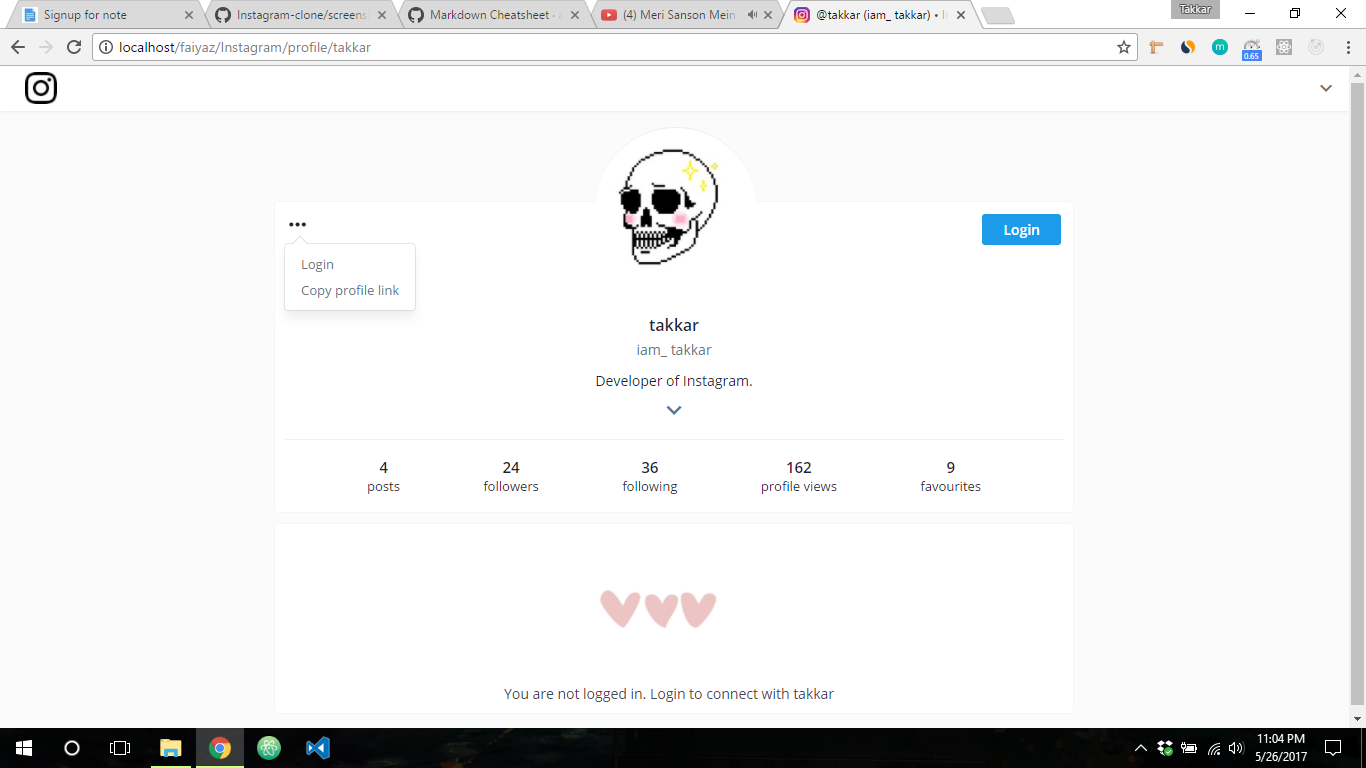 Signup for note
Instagram-clone/screens
Markdown Cheatsheet ·
(4) Meri Sanson Mein
@takkar (iam_ takkar) •
Takkar
localhost/faiyaz/Instagram/profile/takkar
m
0.65
Login
Login
Copy profile link
takkar
iam_ takkar
Developer of Instagram.
4 24 36 162 9
posts followers following profile views favourites
You are not logged in. Login to connect with takkar
11:04 PM
5/26/2017